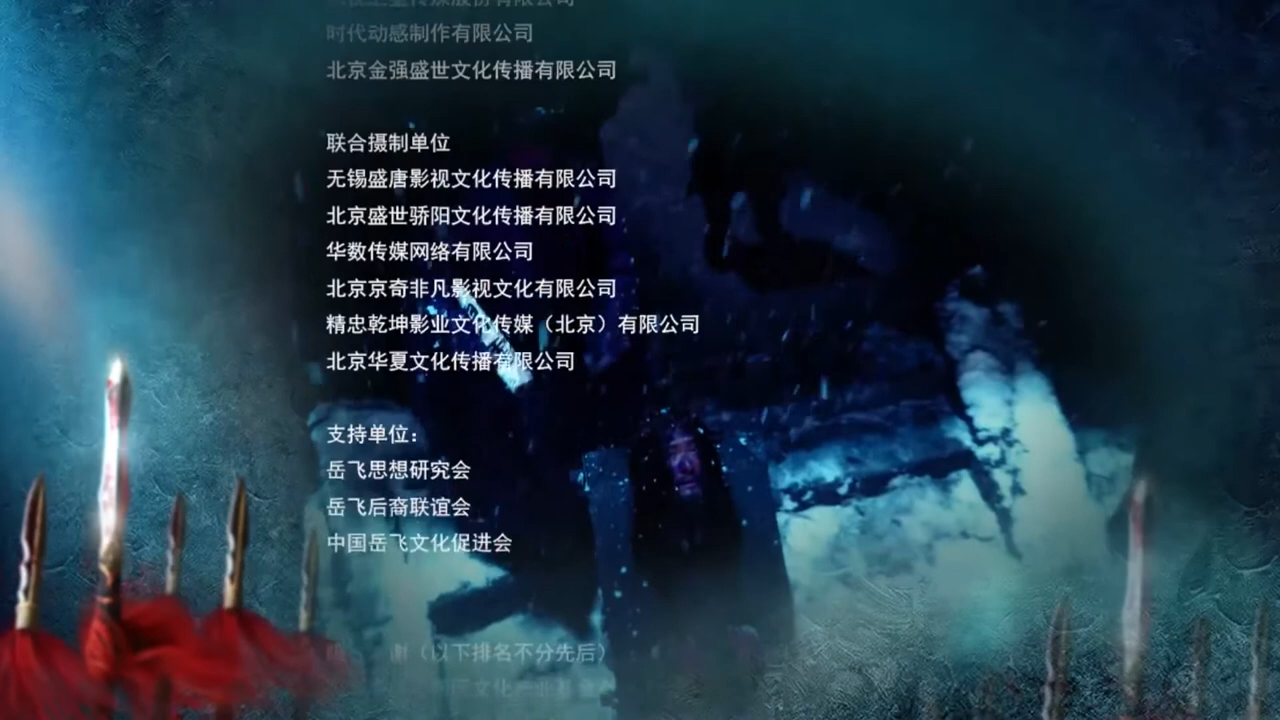 时代动感制作有限公司
北京金强盛世文化传播有限公司
联合摄制单位
无锡盛唐影视文化传播有限公司
北京盛世骄阳文化传播有限公司
华数传媒网络有限公司
北京京奇非凡影视文化有限公司
精忠乾坤影业文化传媒（北京）有限公司
北京华夏文化传播有限公司
支持单位：
岳飞思想研究会
岳飞后裔联谊会
中国岳飞文化促进会
谢（以下排名不分先后）